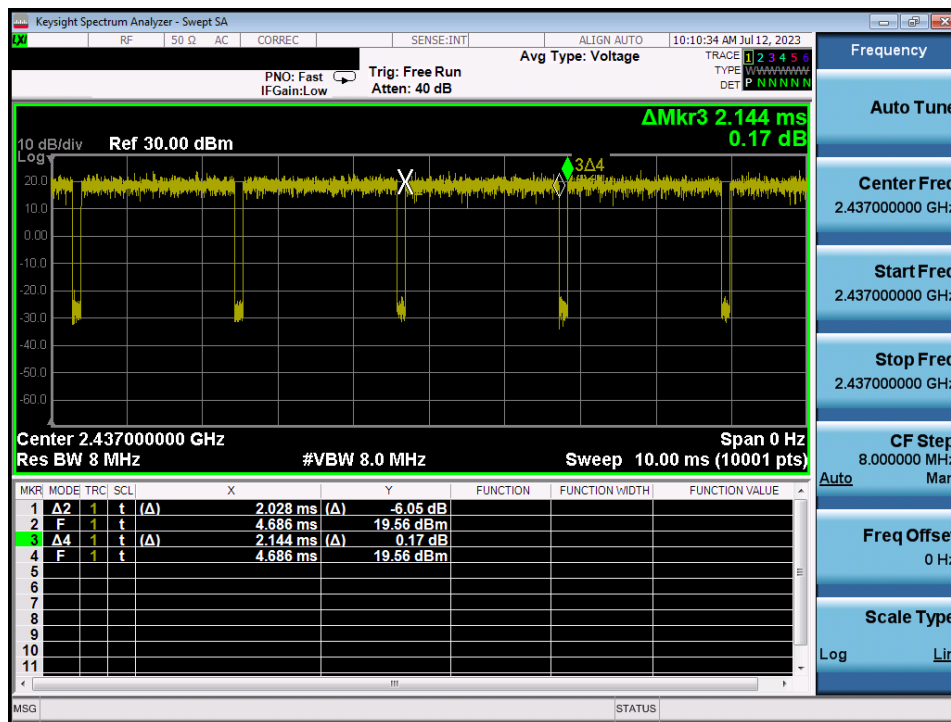 Keysight Spectrum Analyzer - Swept SA
LXI RF 50 Ω AC CORREC SENSE:INT ALIGN AUTO 10:10:34 AM Jul 12, 2023
Avg Type: Voltage TRACE 1 2 3 4 5 6
PNO: Fast Trig: Free Run TYPE WWWWWW
IFGain:Low Atten: 40 dB DET P N N N N N
ΔMkr3 2.144 ms
0.17 dB
10 dB/div Ref 30.00 dBm
Log
3Δ4
20.0
10.0
0.00
-10.0
-20.0
-30.0
-40.0
-50.0
-60.0
Center 2.437000000 GHz Span 0 Hz
Res BW 8 MHz #VBW 8.0 MHz Sweep 10.00 ms (10001 pts)
MKR MODE TRC SCL X Y FUNCTION FUNCTION WIDTH FUNCTION VALUE
1 Δ2 1 t (Δ) 2.028 ms (Δ) -6.05 dB
2 F 1 t 4.686 ms 19.56 dBm
3 Δ4 1 t (Δ) 2.144 ms (Δ) 0.17 dB
4 F 1 t 4.686 ms 19.56 dBm
5
6
7
8
9
10
11
MSG STATUS
Frequency
Auto Tune
Center Freq
2.437000000 GHz
Start Freq
2.437000000 GHz
Stop Freq
2.437000000 GHz
CF Step
8.000000 MHz
Auto Man
Freq Offset
0 Hz
Scale Type
Log Lin